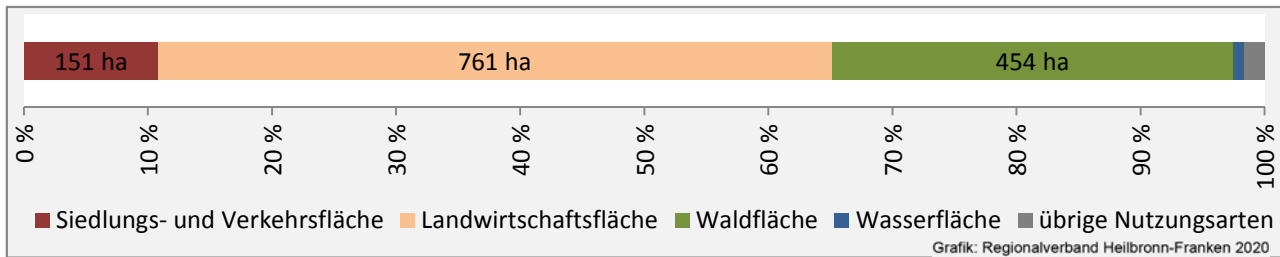 151 ha 761 ha 454 ha
0 % 10 % 20 % 30 % 40 % 50 % 60 % 70 % 80 % 90 % 100 %
Siedlungs- und Verkehrsfläche Landwirtschaftsfläche Waldfläche Wasserfläche übrige Nutzungsarten
Grafik: Regionalverband Heilbronn-Franken 2020